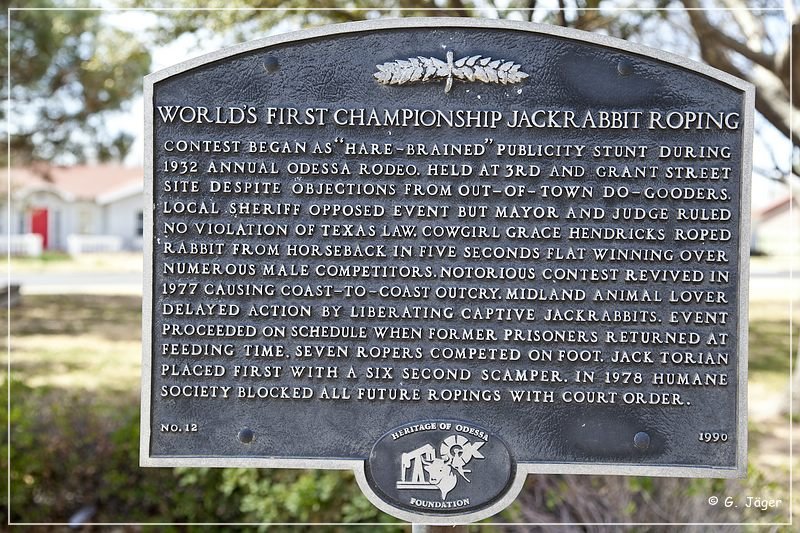 WORLD'S FIRST CHAMPIONSHIP JACKRABBIT ROPING
CONTEST BEGAN AS "HARE-BRAINED" PUBLICITY STUNT DURING
1932 ANNUAL ODESSA RODEO. HELD AT 3RD AND GRANT STREET
SITE DESPITE OBJECTIONS FROM OUT-OF-TOWN DO-GOODERS.
LOCAL SHERIFF OPPOSED EVENT BUT MAYOR AND JUDGE RULED
NO VIOLATION OF TEXAS LAW. COWGIRL GRACE HENDRICKS ROPED
RABBIT FROM HORSEBACK IN FIVE SECONDS FLAT WINNING OVER
NUMEROUS MALE COMPETITORS. NOTORIOUS CONTEST REVIVED IN
1977 CAUSING COAST-TO-COAST OUTCRY. MIDLAND ANIMAL LOVER
DELAYED ACTION BY LIBERATING CAPTIVE JACKRABBITS. EVENT
PROCEEDED ON SCHEDULE WHEN FORMER PRISONERS RETURNED AT
FEEDING TIME. SEVEN ROPERS COMPETED ON FOOT. JACK TORIAN
PLACED FIRST WITH A SIX SECOND SCAMPER. IN 1978 HUMANE
SOCIETY BLOCKED ALL FUTURE ROPINGS WITH COURT ORDER.
NO. 12
1990
HERITAGE OF ODESSA
FOUNDATION
© G. Jäger